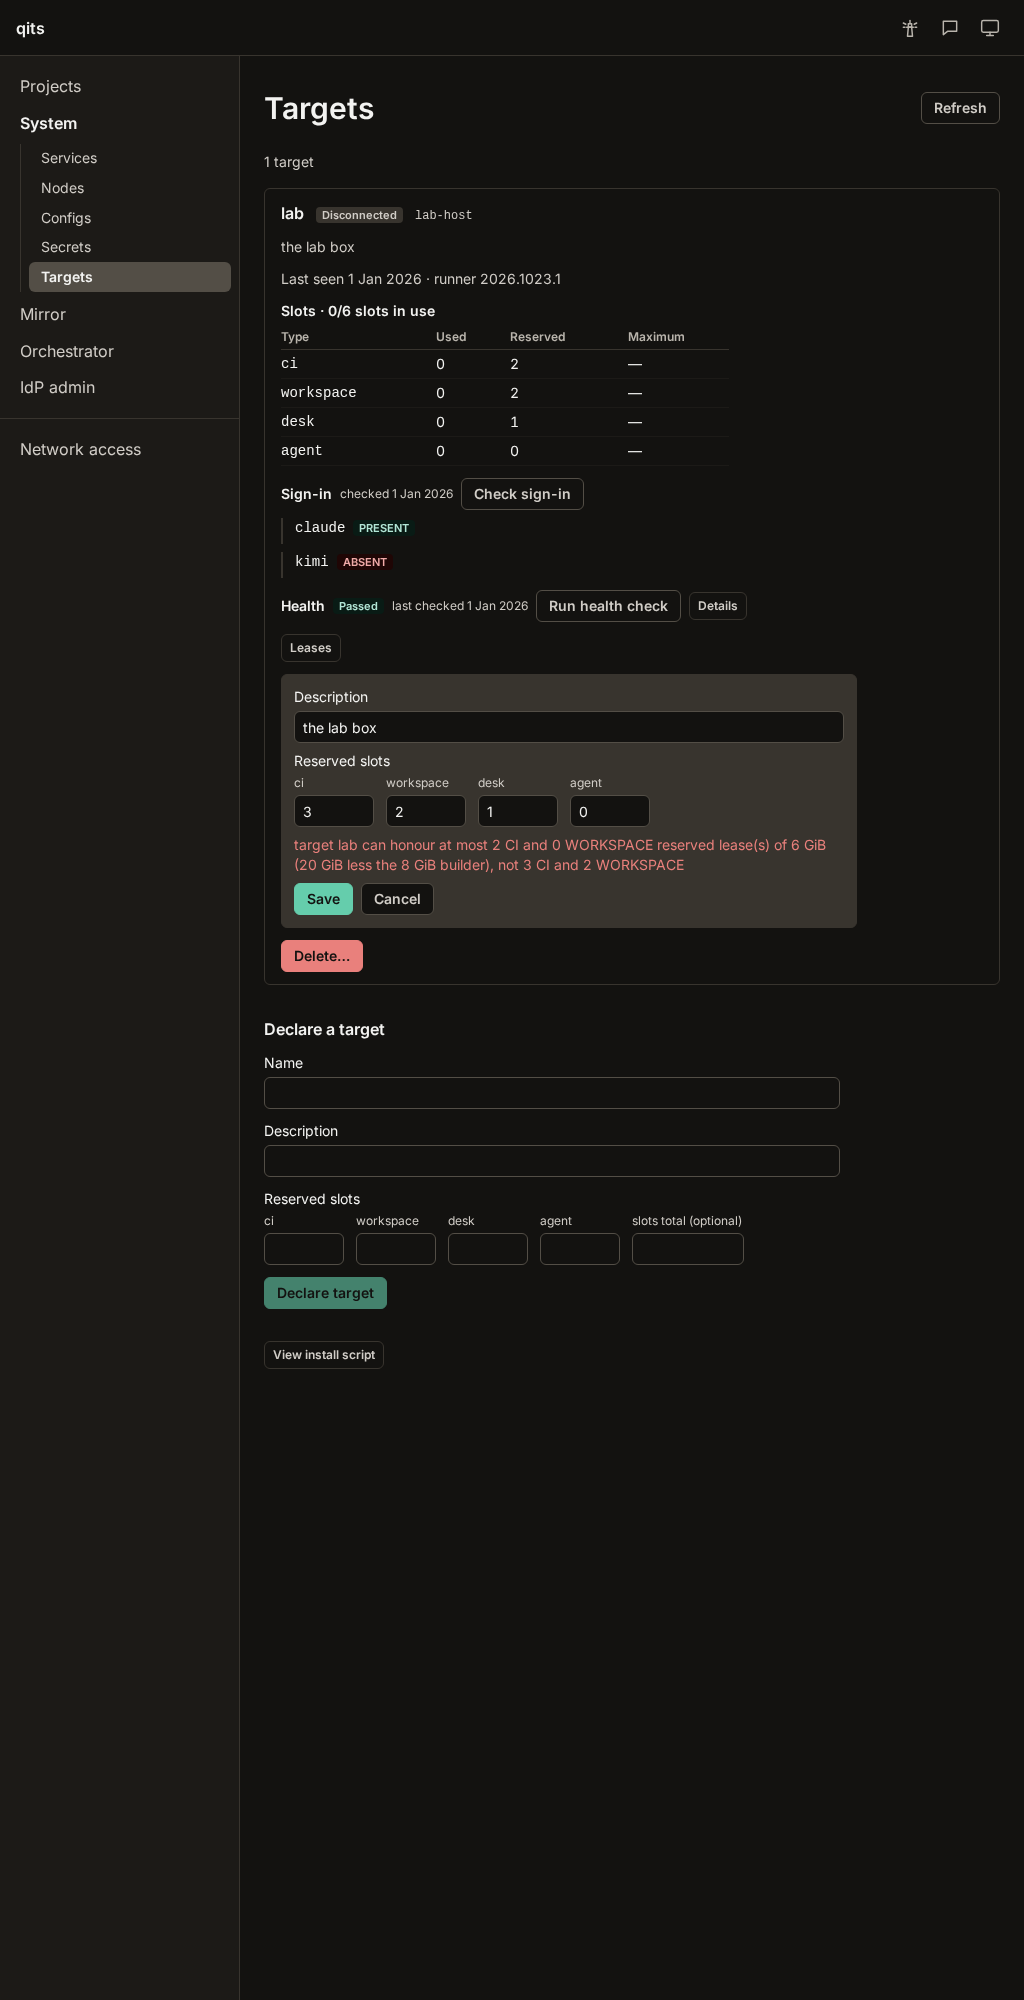 qits
Projects
System
Services
Nodes
Configs
Secrets
Targets
Mirror
Orchestrator
IdP admin
Network access
Targets
Refresh
1 target
lab Disconnected lab-host
the lab box
Last seen 1 Jan 2026 · runner 2026.1023.1
Slots · 0/6 slots in use
Type Used Reserved Maximum
ci 0 2 —
workspace 0 2 —
desk 0 1 —
agent 0 0 —
Sign-in checked 1 Jan 2026 Check sign-in
claude PRESENT
kimi ABSENT
Health Passed last checked 1 Jan 2026 Run health check Details
Leases
Description
the lab box
Reserved slots
ci workspace desk agent
3 2 1 0
target lab can honour at most 2 CI and 0 WORKSPACE reserved lease(s) of 6 GiB
(20 GiB less the 8 GiB builder), not 3 CI and 2 WORKSPACE
Save Cancel
Delete…
Declare a target
Name
Description
Reserved slots
ci workspace desk agent slots total (optional)
Declare target
View install script